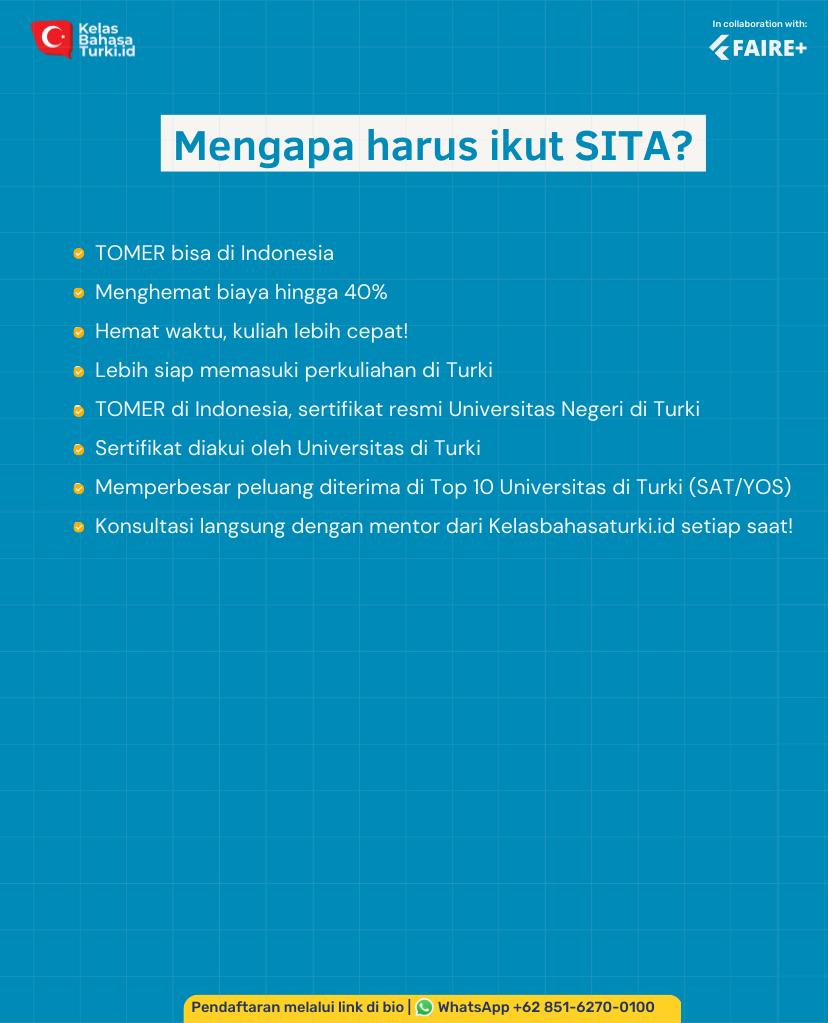 Kelas
Bahasa
Turki.id
In collaboration with:
FAIRE+
Mengapa harus ikut SITA?
TOMER bisa di Indonesia
Menghemat biaya hingga 40%
Hemat waktu, kuliah lebih cepat!
Lebih siap memasuki perkuliahan di Turki
TOMER di Indonesia, sertifikat resmi Universitas Negeri di Turki
Sertifikat diakui oleh Universitas di Turki
Memperbesar peluang diterima di Top 10 Universitas di Turki (SAT/YOS)
Konsultasi langsung dengan mentor dari Kelasbahasaturki.id setiap saat!
Pendaftaran melalui link di bio | WhatsApp +62 851-6270-0100